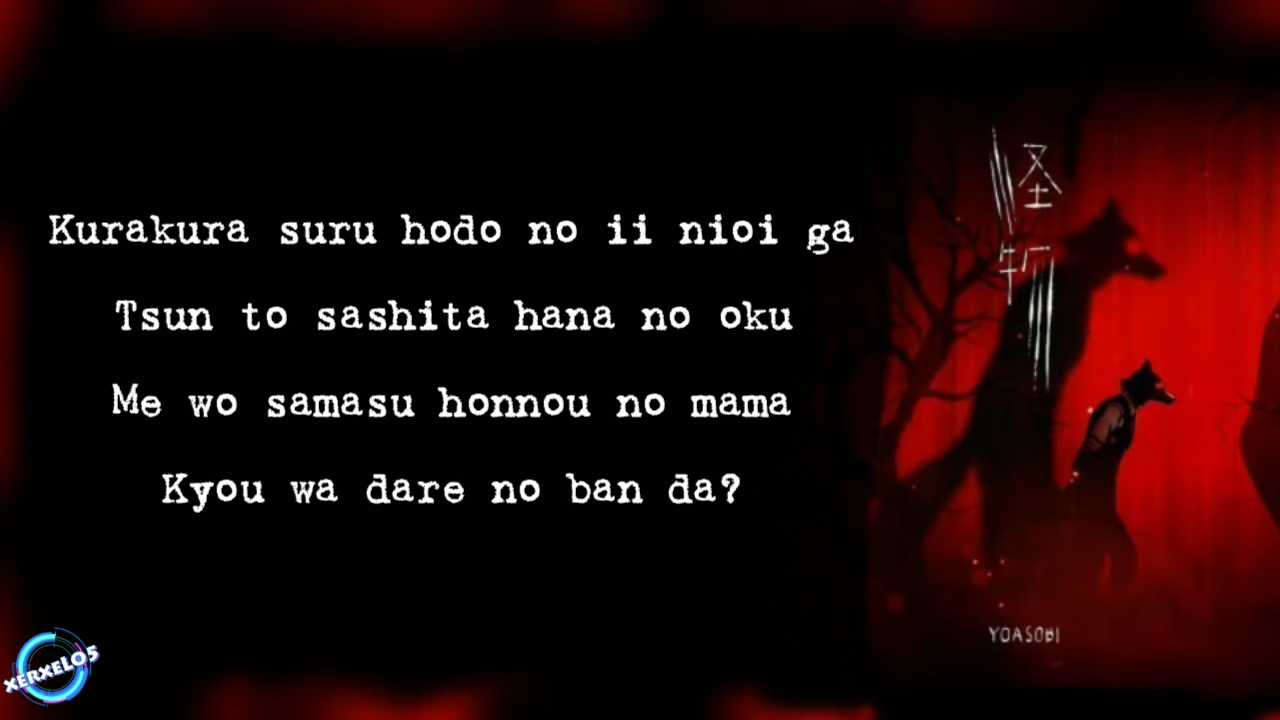 Kurakura suru hodo no ii nioi ga
Tsun to sashita hana no oku
Me wo samasu honnou no mama
Kyou wa dare no ban da?
怪物
YOASOBI
XERXELO5